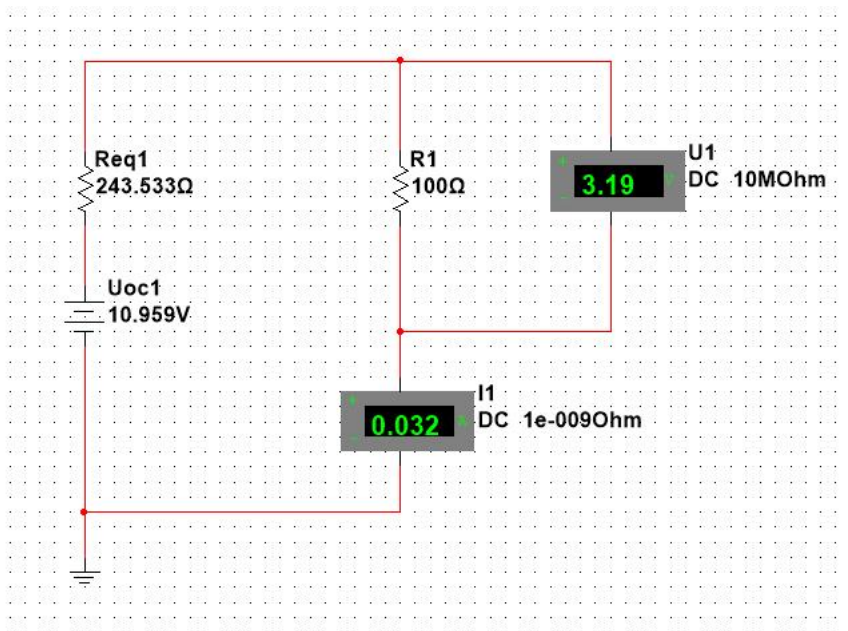 Req1
243.533Ω
R1
100Ω
+
3.19
V
-
U1
DC 10MOhm
Uoc1
10.959V
+
0.032
A
-
I1
DC 1e-009Ohm